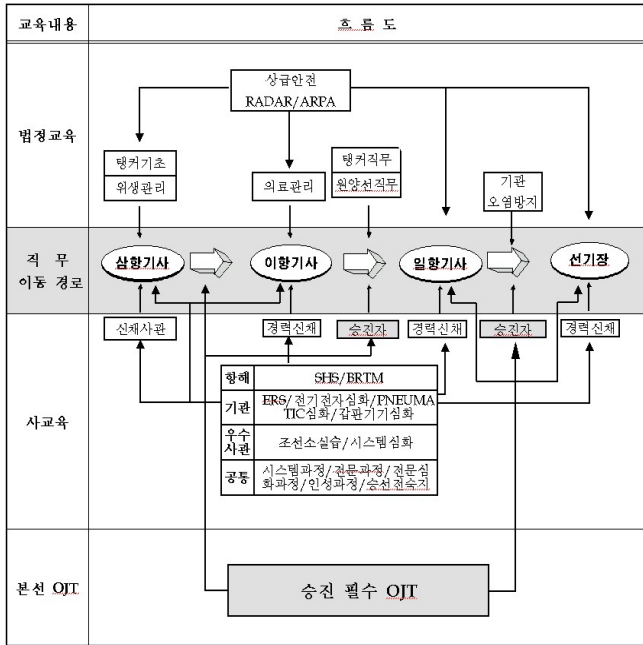 교육내용
흐 름 도
상급안전
RADAR/ARPA
법정교육
탱커기초
위생관리
의료관리
탱커직무
원양선직무
기관
오염방지
직 무
이동 경로
삼항기사
이항기사
일항기사
선기장
신채사관
경력신채
승진자
경력신채
승진자
경력신채
사교육
항해
SHS/BRTM
기관
ERS/전기전자심화/PNEUMA
TIC심화/갑판기기심화
우수
사관
조선소실습/시스템심화
공통
시스템과정/전문과정/전문심
화과정/인성과정/승선전숙지
본선 OJT
승진 필수 OJT